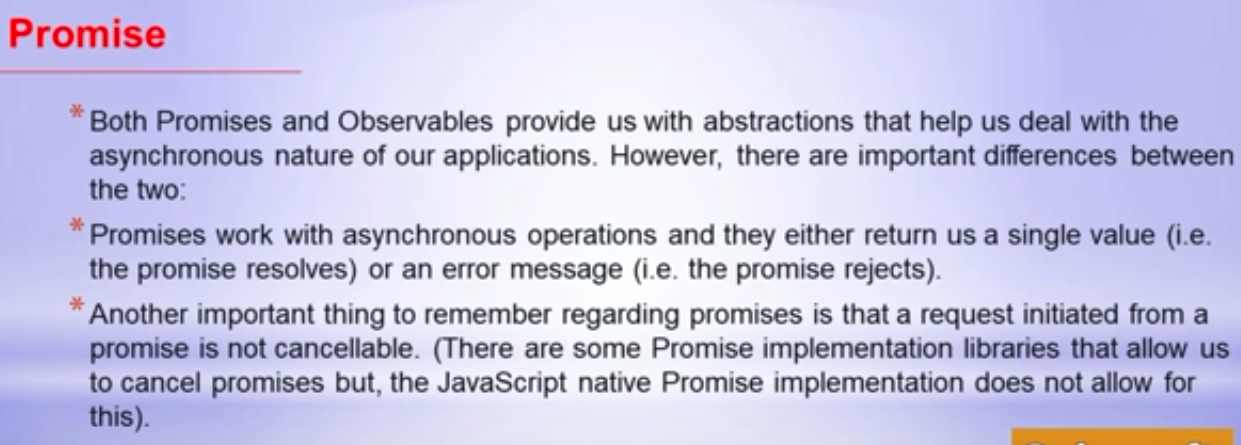 Promise
* Both Promises and Observables provide us with abstractions that help us deal with the
asynchronous nature of our applications. However, there are important differences between
the two:
* Promises work with asynchronous operations and they either return us a single value (i.e.
the promise resolves) or an error message (i.e. the promise rejects).
* Another important thing to remember regarding promises is that a request initiated from a
promise is not cancellable. (There are some Promise implementation libraries that allow us
to cancel promises but, the JavaScript native Promise implementation does not allow for
this).